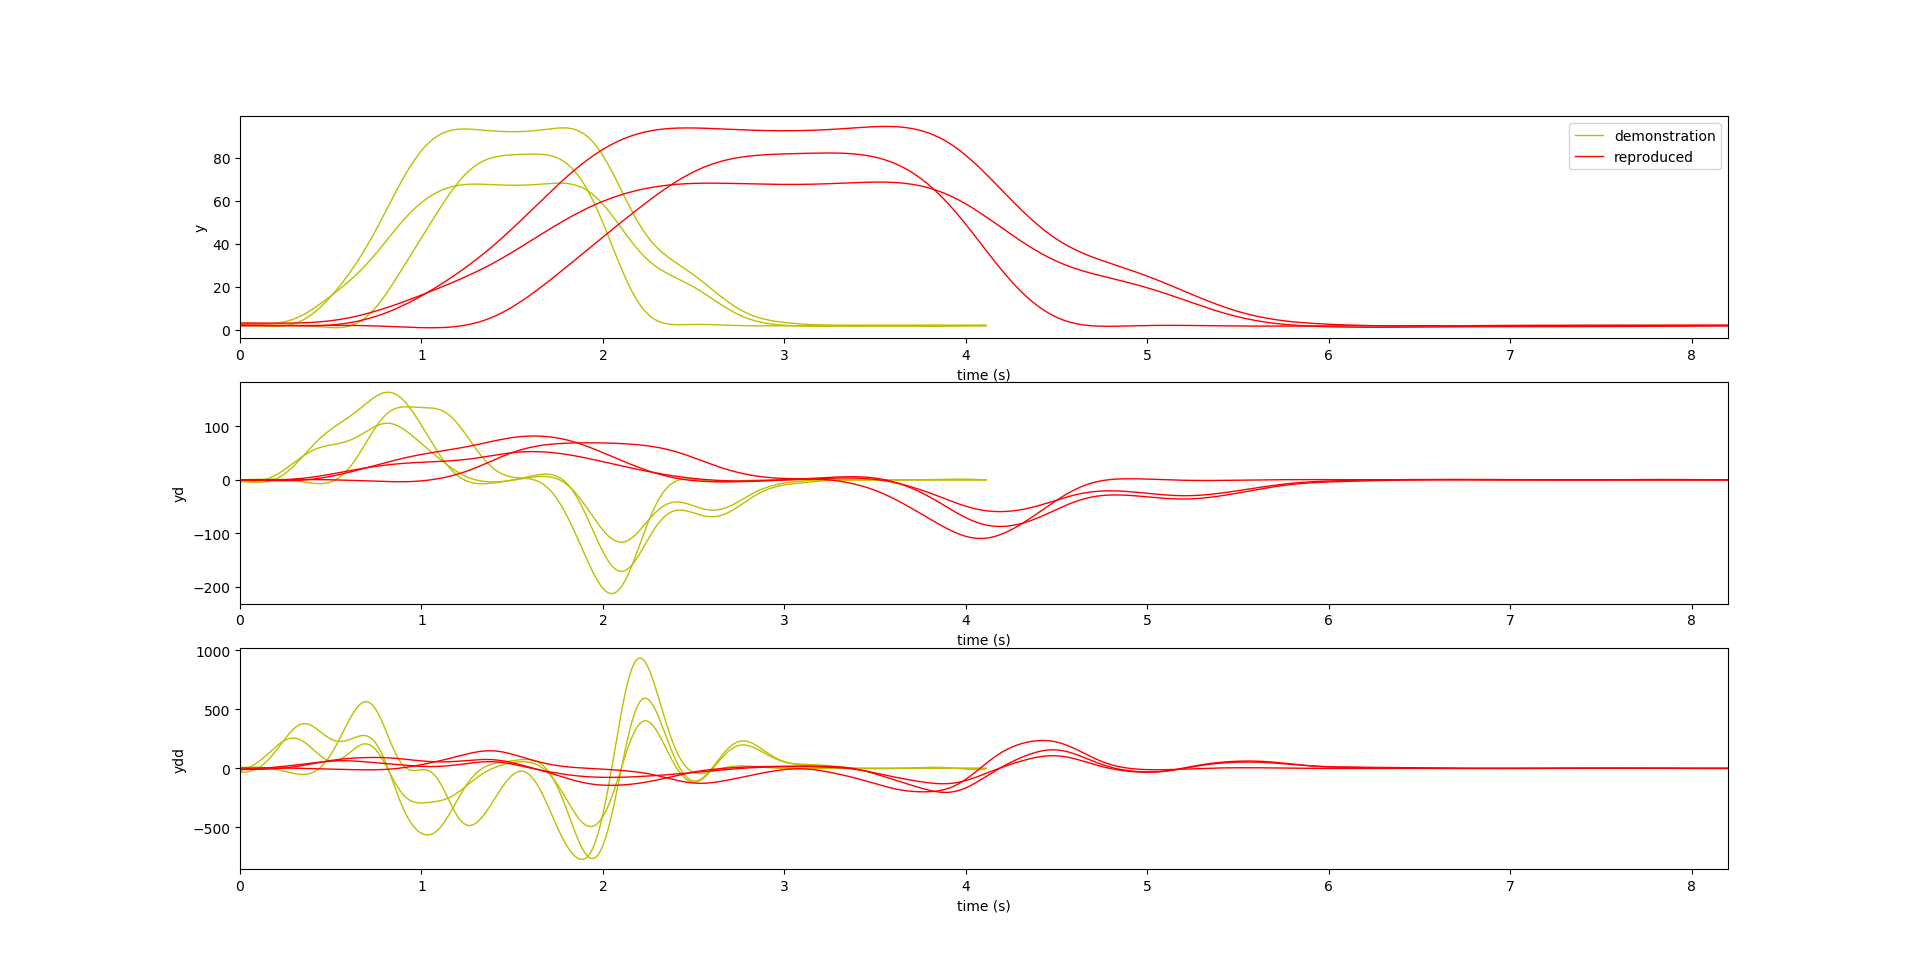 demonstration
reproduced
80
60
40
20
0
y
0 1 2 3 4 5 6 7 8
time (s)
100
0
−100
−200
yd
0 1 2 3 4 5 6 7 8
time (s)
1000
500
0
−500
ydd
0 1 2 3 4 5 6 7 8
time (s)